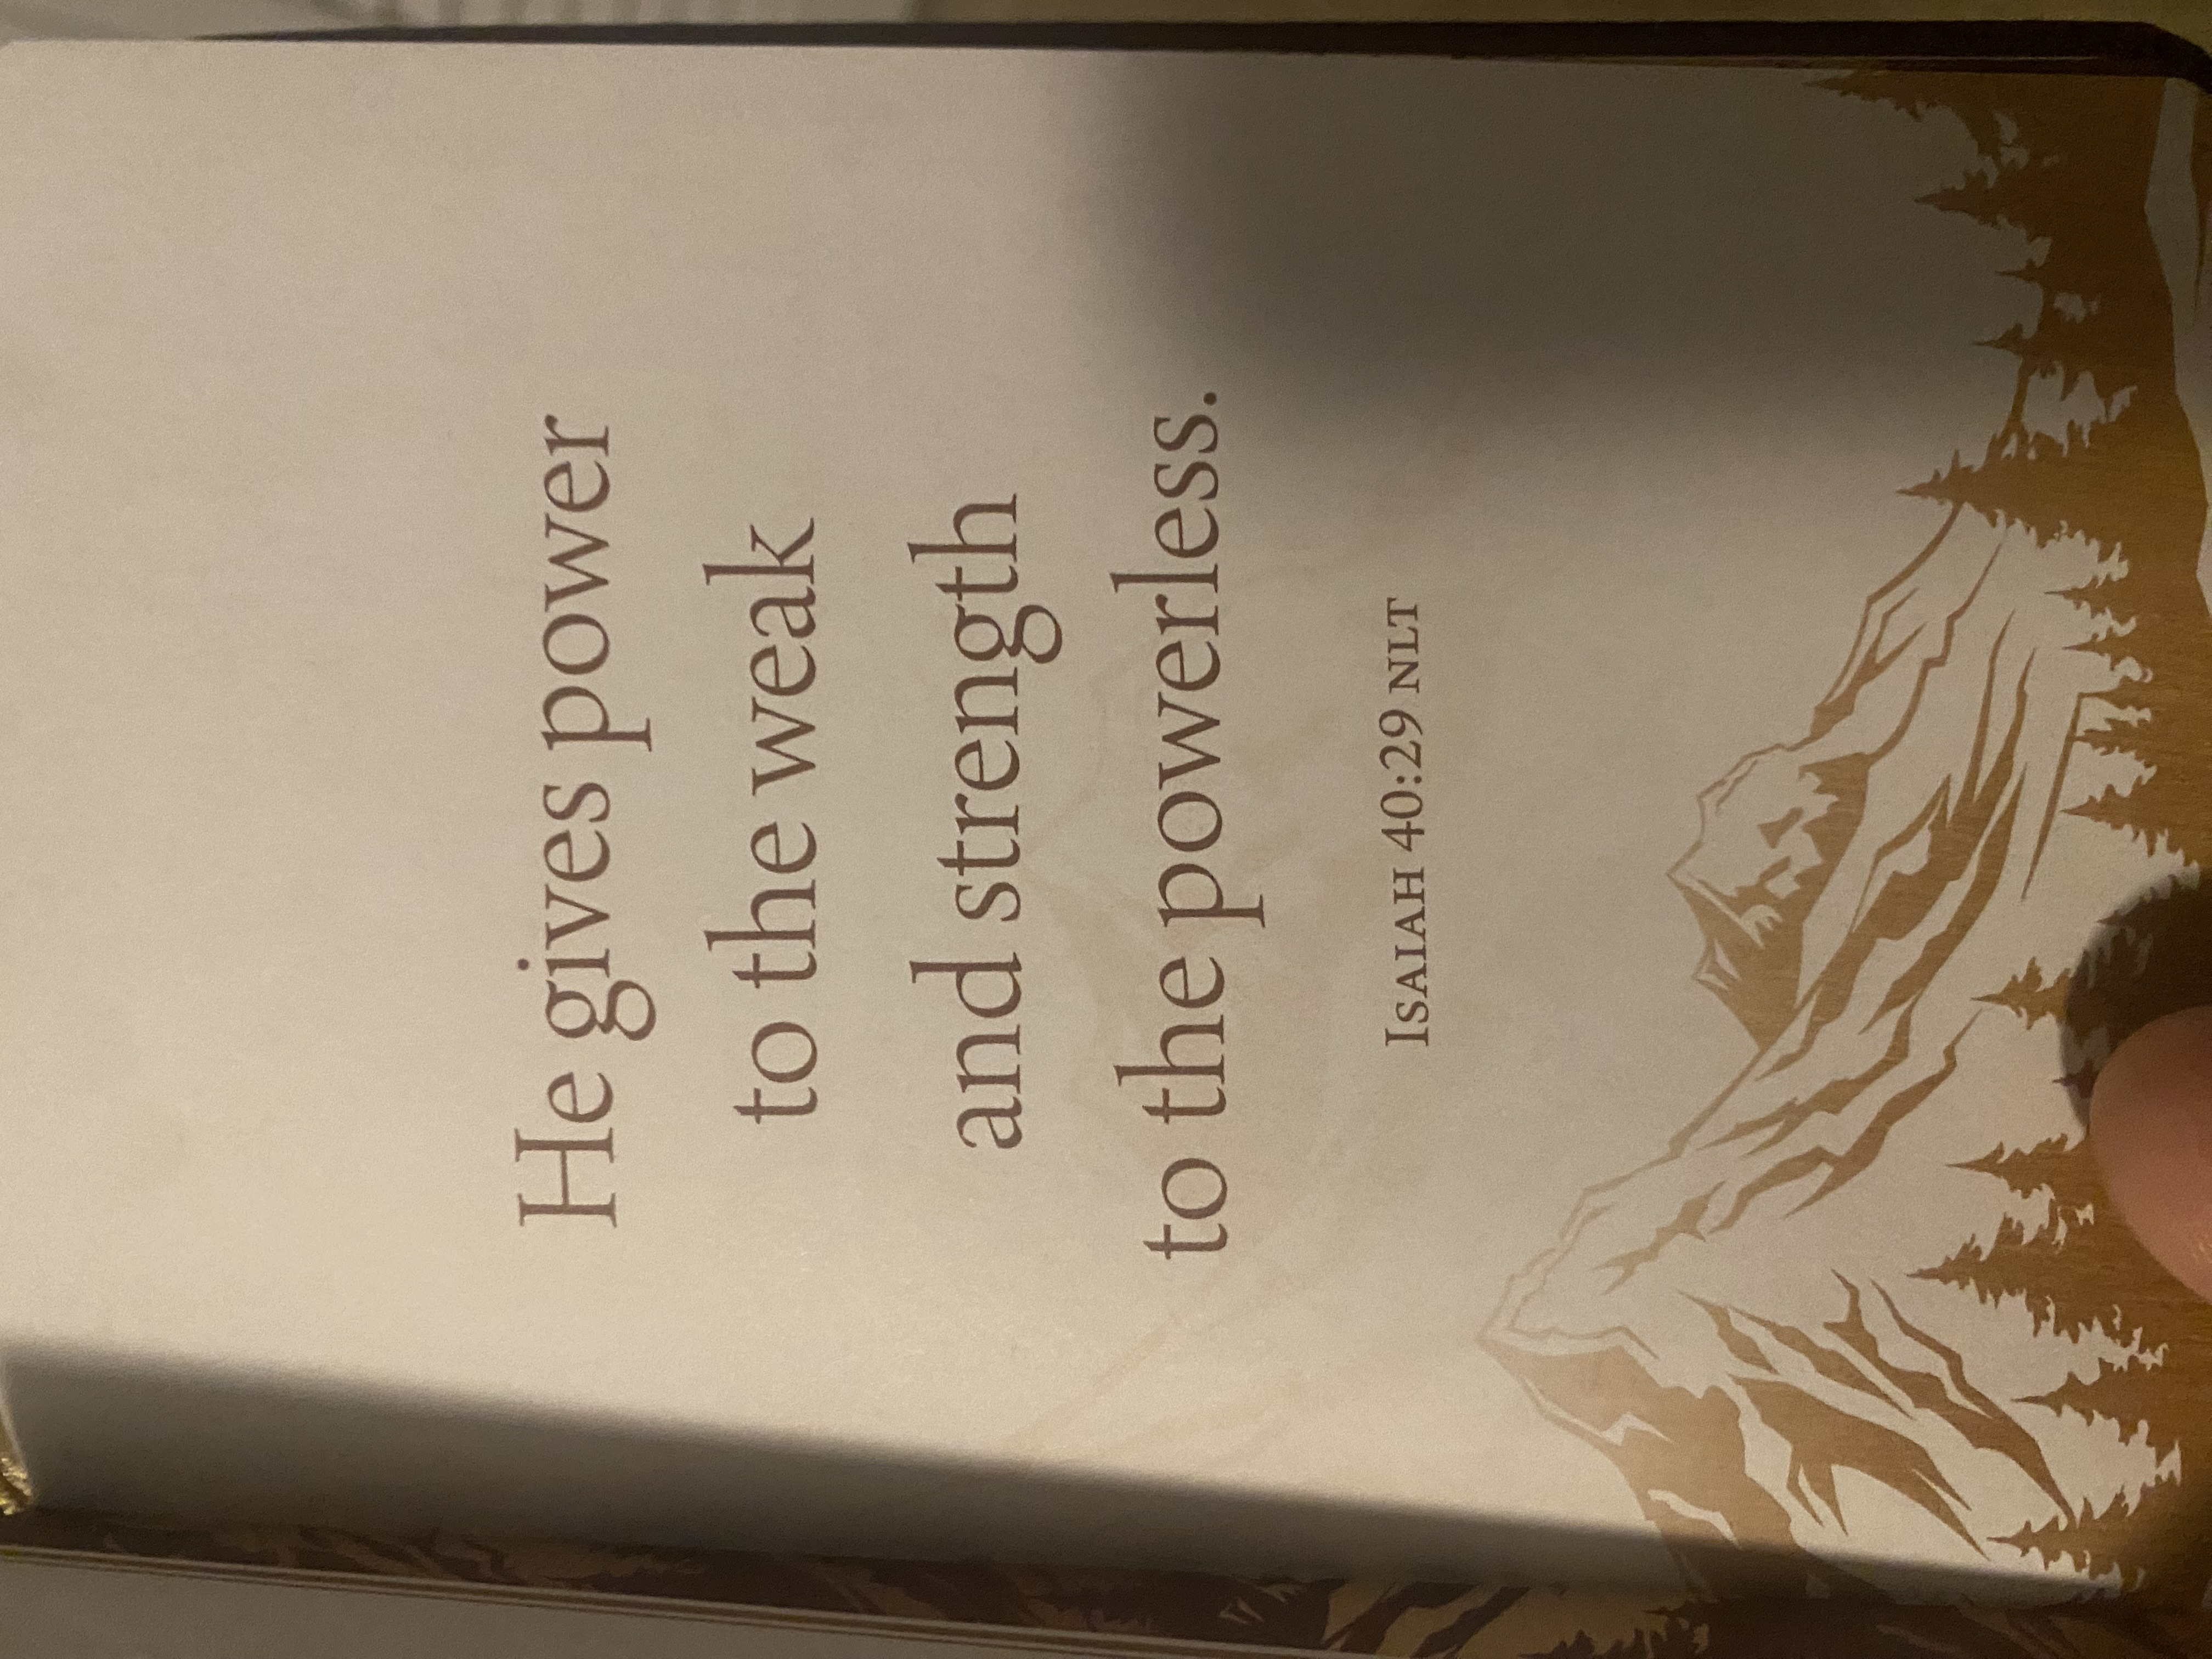 He gives power
to the weak
and strength
to the powerless.
ISAIAH 40:29 NLT